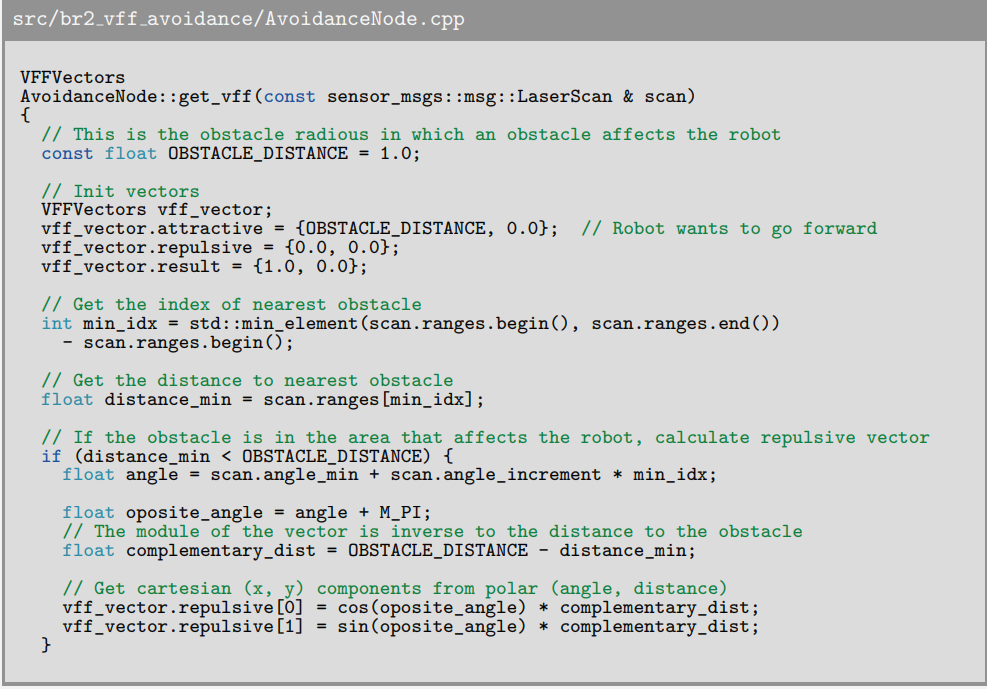 src/br2_vff_avoidance/AvoidanceNode.cpp
VFFVectors
AvoidanceNode::get_vff(const sensor_msgs::msg::LaserScan & scan)
{
// This is the obstacle radious in which an obstacle affects the robot
const float OBSTACLE_DISTANCE = 1.0;
// Init vectors
VFFVectors vff_vector;
vff_vector.attractive = {OBSTACLE_DISTANCE, 0.0};  // Robot wants to go forward
vff_vector.repulsive = {0.0, 0.0};
vff_vector.result = {1.0, 0.0};
// Get the index of nearest obstacle
int min_idx = std::min_element(scan.ranges.begin(), scan.ranges.end())
- scan.ranges.begin();
// Get the distance to nearest obstacle
float distance_min = scan.ranges[min_idx];
// If the obstacle is in the area that affects the robot, calculate repulsive vector
if (distance_min < OBSTACLE_DISTANCE) {
float angle = scan.angle_min + scan.angle_increment * min_idx;
float oposite_angle = angle + M_PI;
// The module of the vector is inverse to the distance to the obstacle
float complementary_dist = OBSTACLE_DISTANCE - distance_min;
// Get cartesian (x, y) components from polar (angle, distance)
vff_vector.repulsive[0] = cos(oposite_angle) * complementary_dist;
vff_vector.repulsive[1] = sin(oposite_angle) * complementary_dist;
}